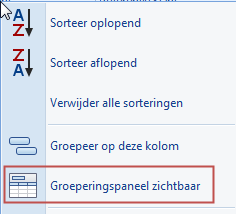 Sorteer oplopend
Sorteer aflopend
Verwijder alle sorteringen
Groepeer op deze kolom
Groeperingspaneel zichtbaar